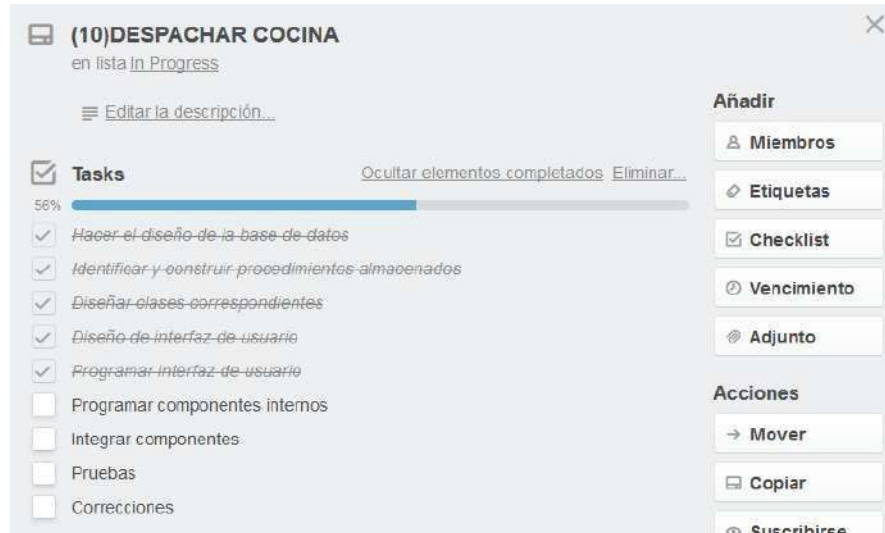 (10)DESPACHAR COCINA
en lista In Progress
Editar la descripción...
Tasks
Ocultar elementos completados Eliminar...
56%
Hacer el diseño de la base de datos
Identificar y construir procedimientos almacenados
Diseñar clases correspondientes
Diseño de interfaz de usuario
Programar interfaz de usuario
Programar componentes internos
Integrar componentes
Pruebas
Correcciones
Añadir
Miembros
Etiquetas
Checklist
Vencimiento
Adjunto
Acciones
Mover
Copiar
Suscribirse